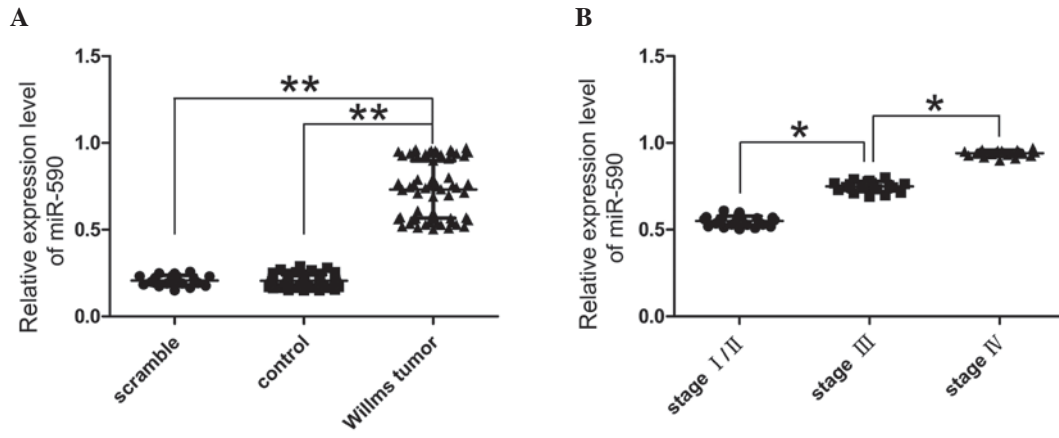 A
Relative expression level
of miR-590
1.5
1.0
0.5
0.0
**
**
scramble
control
Willms tumor
B
Relative expression level
of miR-590
1.5
1.0
0.5
0.0
*
*
stage Ⅰ/Ⅱ
stage Ⅲ
stage Ⅳ